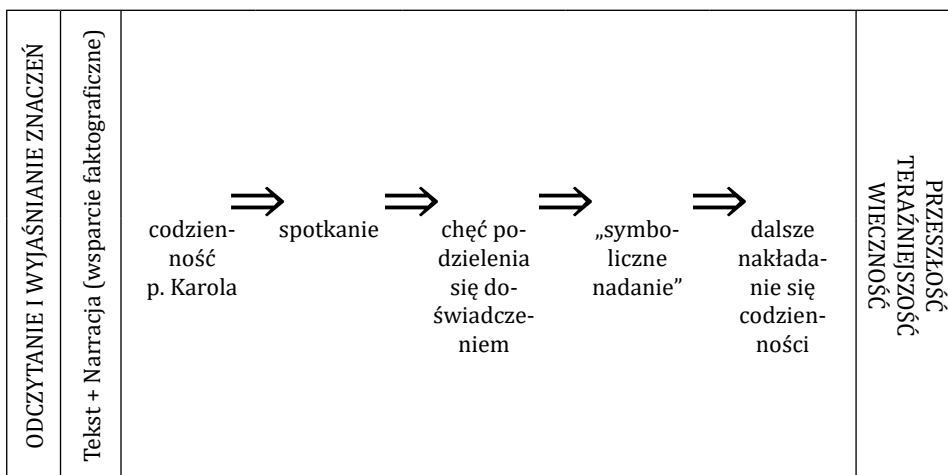 ODCZYTANIE I WYJAŚNIANIE ZNACZEŃ
Tekst + Narracja (wsparcie faktograficzne)
codzien-
ność
p. Karola
spotkanie
chęć po-
dzielenia
się do-
świadcze-
niem
„symbo-
liczne
nadanie”
dalsze
nakłada-
nie się
codzien-
ności
PRZESZŁOŚĆ
TERAŹNIEJSZOŚĆ
WIECZNOŚĆ